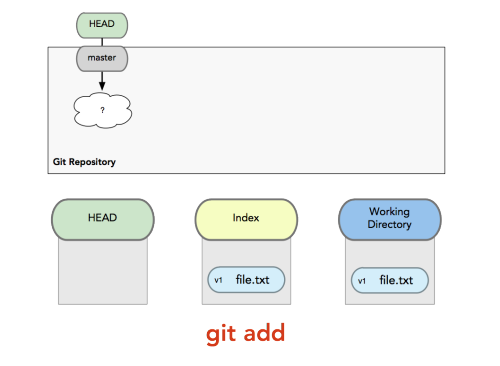 HEAD
master
?
Git Repository
HEAD
Index
Working
Directory
v1 file.txt
v1 file.txt
git add